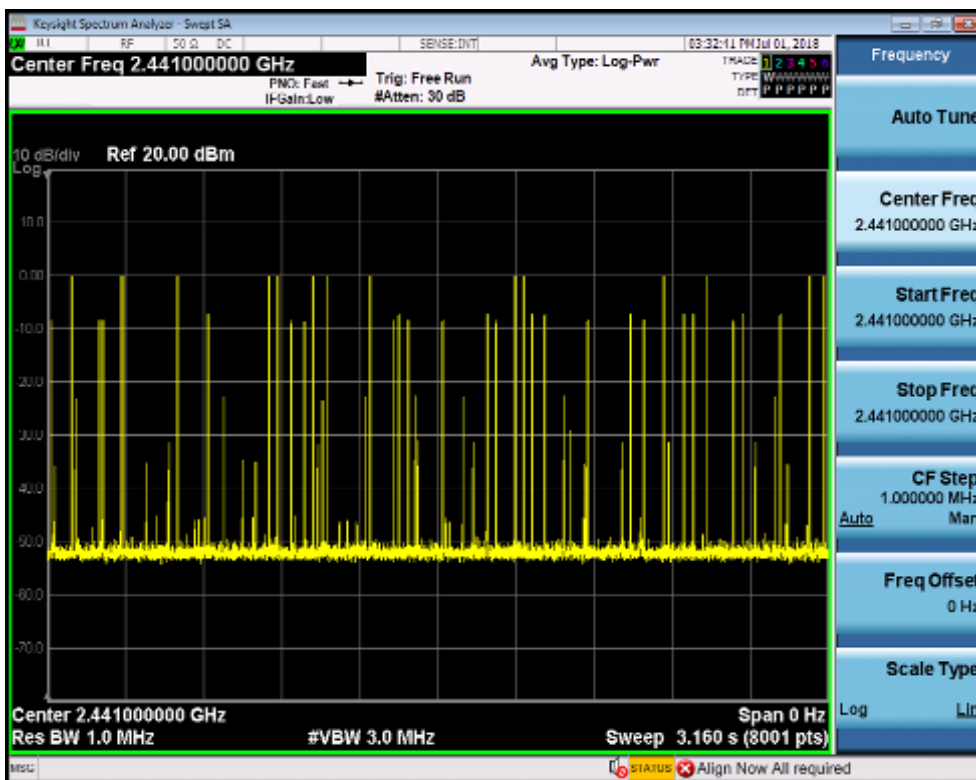 Keysight Spectrum Analyzer - Swept SA
RF 50 Ω DC SENSE:INT 03:32:41 PM Jul 01, 2018
Center Freq 2.441000000 GHz
PNO: Fast
IFGain:Low
Trig: Free Run
#Atten: 30 dB
Avg Type: Log-Pwr
TRACE 1 2 3 4 5 6
TYPE W
DET P P P P P P
10 dB/div Ref 20.00 dBm
Log
10.0
0.00
-10.0
-20.0
-30.0
-40.0
-50.0
-60.0
-70.0
Center 2.441000000 GHz Span 0 Hz
Res BW 1.0 MHz #VBW 3.0 MHz Sweep 3.160 s (8001 pts)
MSG STATUS Align Now All required
Frequency
Auto Tune
Center Freq
2.441000000 GHz
Start Freq
2.441000000 GHz
Stop Freq
2.441000000 GHz
CF Step
1.000000 MHz
Auto Man
Freq Offset
0 Hz
Scale Type
Log Lin